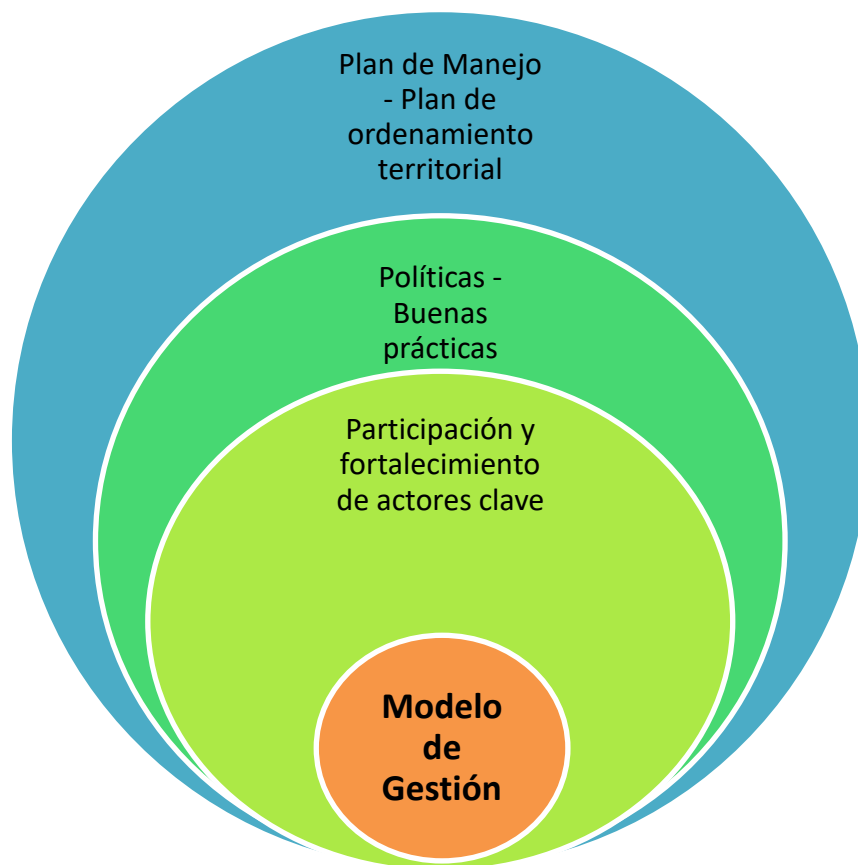 Plan de Manejo
- Plan de
ordenamiento
territorial
Políticas -
Buenas
prácticas
Participación y
fortalecimiento
de actores clave
Modelo
de
Gestión